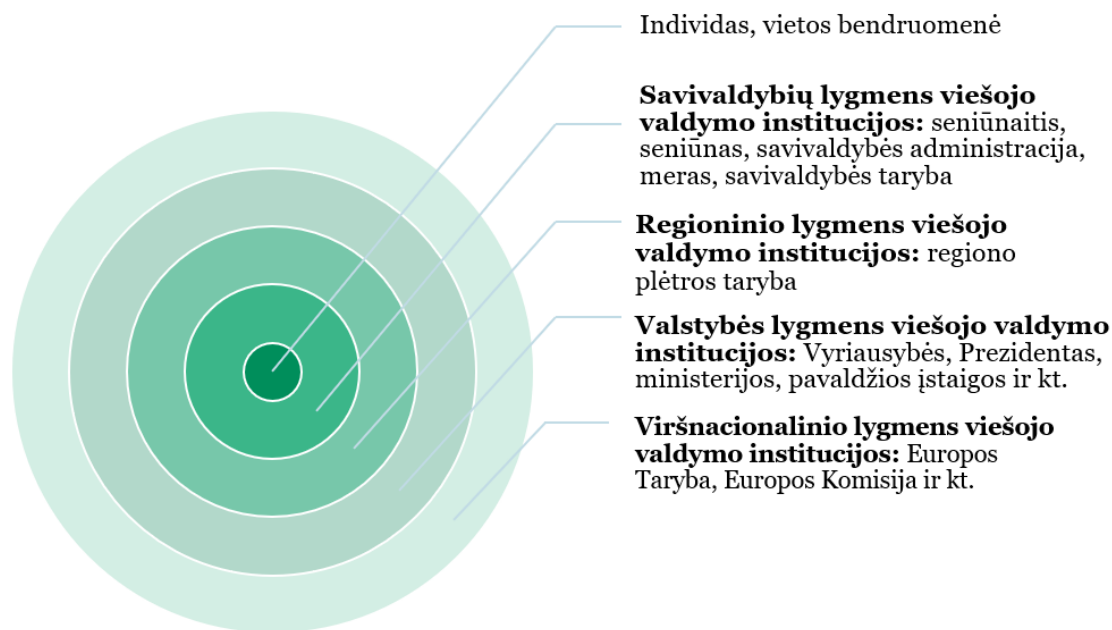 Individas, vietos bendruomenė
Savivaldybių lygmens viešojo
valdymo institucijos: seniūnaitis,
seniūnas, savivaldybės administracija,
meras, savivaldybės taryba
Regioninio lygmens viešojo
valdymo institucijos: regiono
plėtros taryba
Valstybės lygmens viešojo valdymo
institucijos: Vyriausybės, Prezidentas,
ministerijos, pavaldžios įstaigos ir kt.
Viršnacionalinio lygmens viešojo
valdymo institucijos: Europos
Taryba, Europos Komisija ir kt.